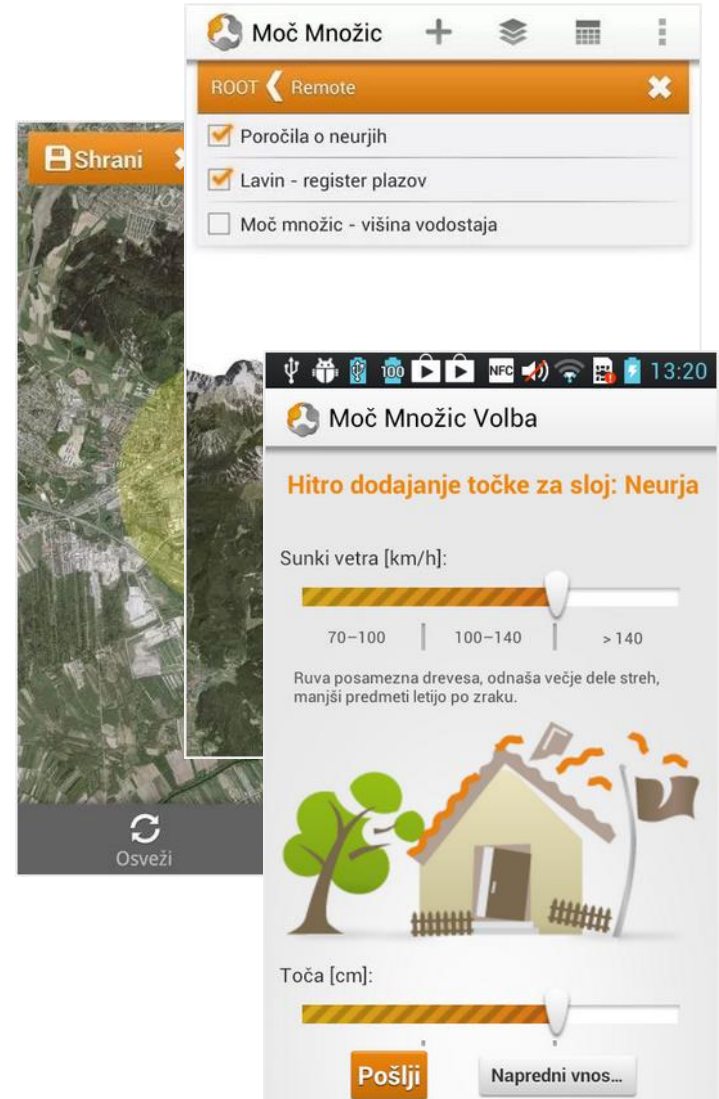 Moč Množic
ROOT Remote
Poročila o neurjih
Lavin - register plazov
Moč množic - višina vodostaja
Shrani
Osveži
100 NFC 13:20
Moč Množic Volba
Hitro dodajanje točke za sloj: Neurja
Sunki vetra [km/h]:
70–100 100–140 > 140
Ruva posamezna drevesa, odnaša večje dele streh,
manjši predmeti letijo po zraku.
Toča [cm]:
Pošlji Napredni vnos...